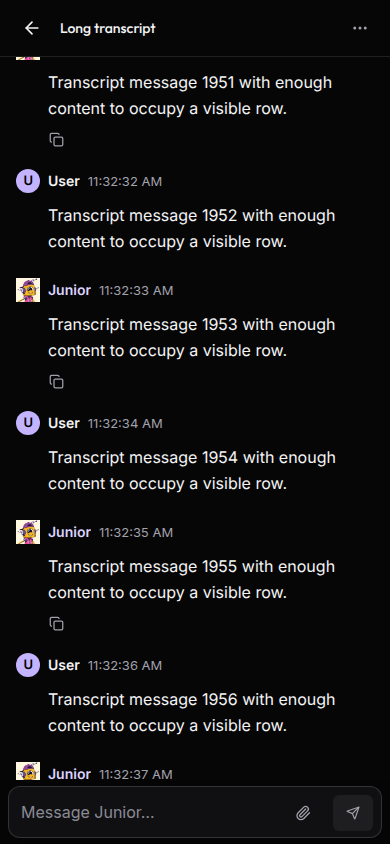 Long transcript
Transcript message 1951 with enough
content to occupy a visible row.
U User 11:32:32 AM
Transcript message 1952 with enough
content to occupy a visible row.
Junior 11:32:33 AM
Transcript message 1953 with enough
content to occupy a visible row.
U User 11:32:34 AM
Transcript message 1954 with enough
content to occupy a visible row.
Junior 11:32:35 AM
Transcript message 1955 with enough
content to occupy a visible row.
U User 11:32:36 AM
Transcript message 1956 with enough
content to occupy a visible row.
Junior 11:32:37 AM
Message Junior...